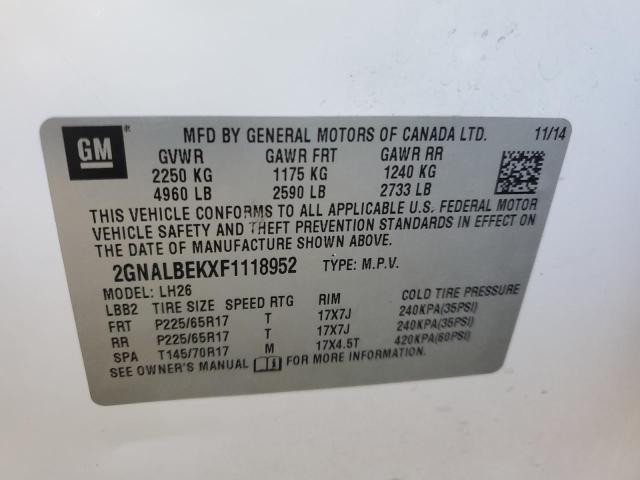 GM ® MFD BY GENERAL MOTORS OF CANADA LTD. 11/14
GVWR GAWR FRT GAWR RR
2250 KG 1175 KG 1240 KG
4960 LB 2590 LB 2733 LB
THIS VEHICLE CONFORMS TO ALL APPLICABLE U.S. FEDERAL MOTOR
VEHICLE SAFETY AND THEFT PREVENTION STANDARDS IN EFFECT ON
THE DATE OF MANUFACTURE SHOWN ABOVE.
2GNALBEKXF1118952 TYPE: M.P.V.
MODEL: LH26
LBB2 TIRE SIZE SPEED RTG RIM COLD TIRE PRESSURE
FRT P225/65R17 T 17X7J 240KPA(35PSI)
RR P225/65R17 T 17X7J 240KPA(35PSI)
SPA T145/70R17 M 17X4.5T 420KPA(60PSI)
SEE OWNER'S MANUAL FOR MORE INFORMATION.